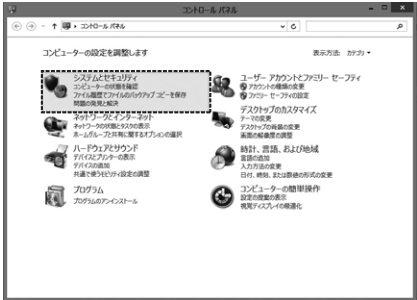 コントロール パネル
コントロール パネル
コンピューターの設定を調整します
表示方法: カテゴリ
システムとセキュリティ
コンピューターの状態を確認
ファイル履歴でファイルのバックアップ コピーを保存
問題の発見と解決
ネットワークとインターネット
ネットワークの状態とタスクの表示
ホームグループと共有に関するオプションの選択
ハードウェアとサウンド
デバイスとプリンターの表示
デバイスの追加
共通で使うモビリティ設定の調整
プログラム
プログラムのアンインストール
ユーザー アカウントとファミリー セーフティ
アカウントの種類の変更
ファミリー セーフティの設定
デスクトップのカスタマイズ
テーマの変更
デスクトップの背景の変更
画面の解像度の調整
時計、言語、および地域
言語の追加
入力方法の変更
日付、時刻、または数値の形式の変更
コンピューターの簡単操作
設定の提案の表示
視覚ディスプレイの最適化